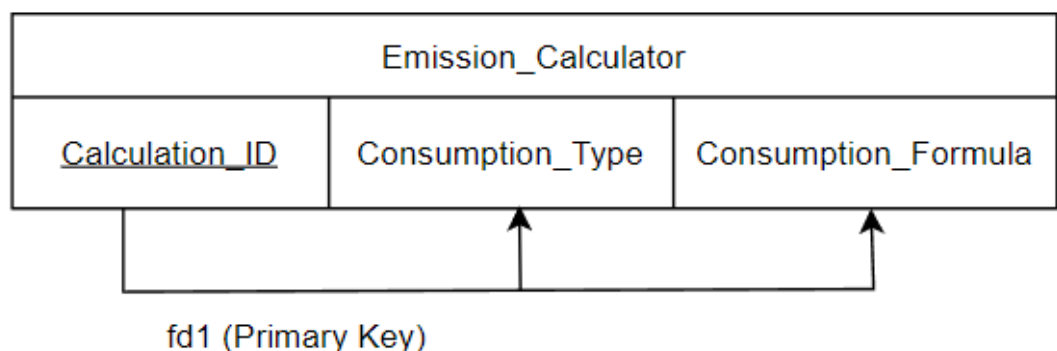 Emission_Calculator
Calculation_ID Consumption_Type Consumption_Formula
fd1 (Primary Key)